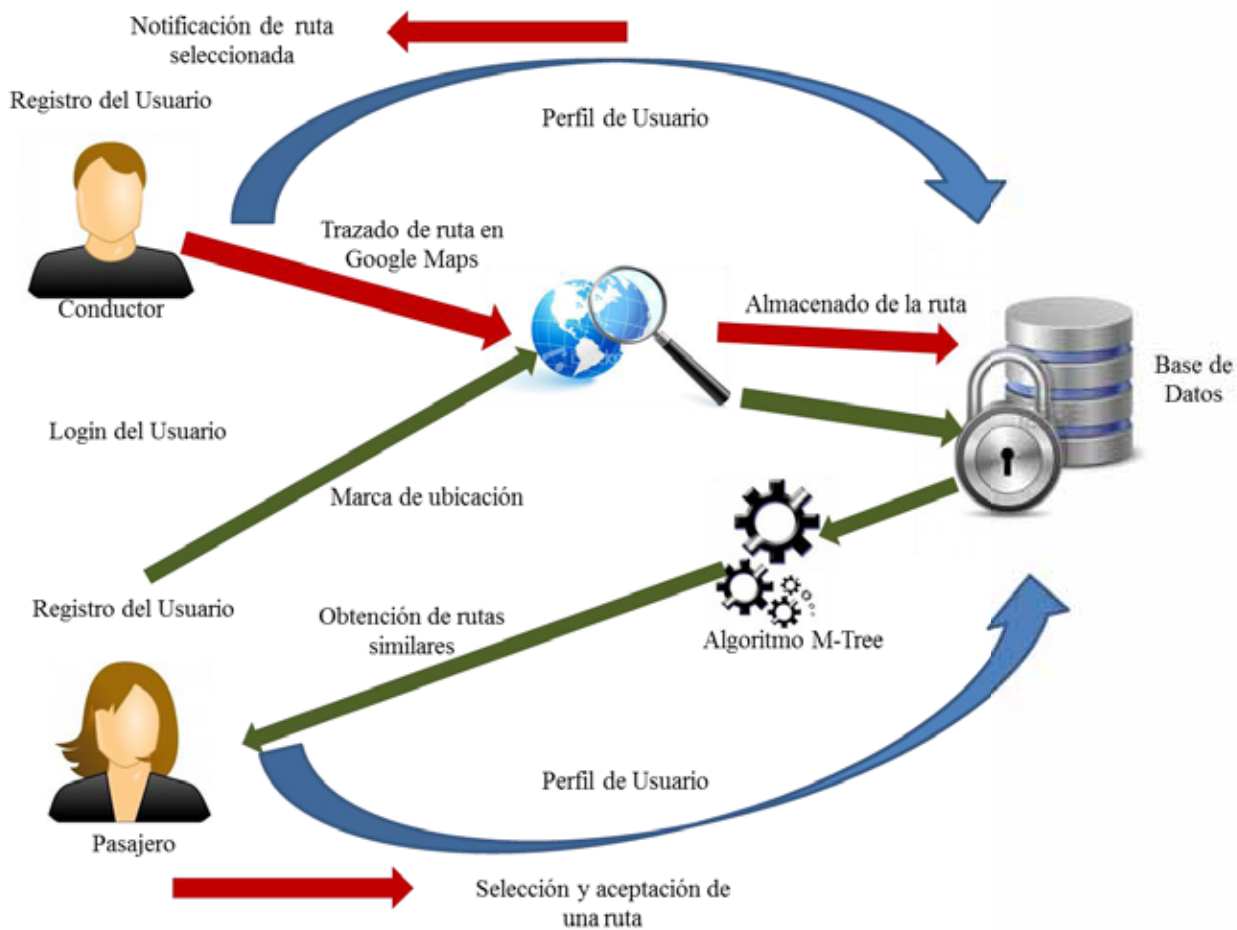 Notificación de ruta
seleccionada
Registro del Usuario
Perfil de Usuario
Trazado de ruta en
Google Maps
Conductor
Almacenado de la ruta
Base de
Datos
Login del Usuario
Marca de ubicación
Registro del Usuario
Obtención de rutas
similares
Algoritmo M-Tree
Perfil de Usuario
Pasajero
Selección y aceptación de
una ruta